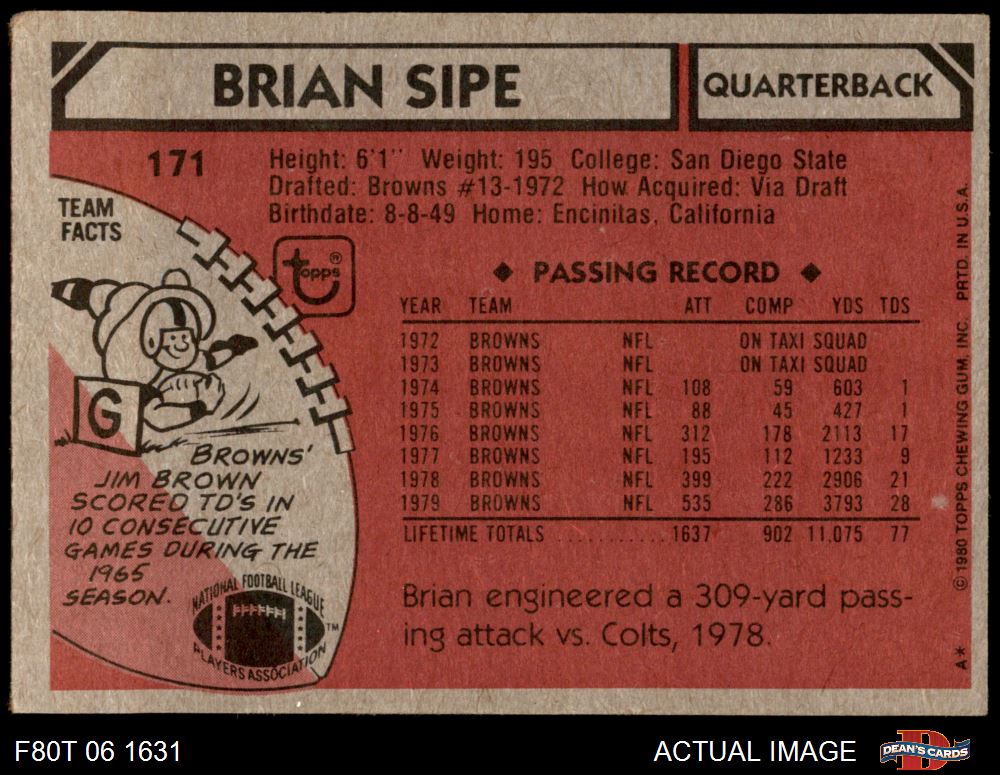 BRIAN SIPE
QUARTERBACK
171
Height: 6'1" Weight: 195 College: San Diego State
Drafted: Browns #13-1972 How Acquired: Via Draft
Birthdate: 8-8-49 Home: Encinitas, California
TEAM
FACTS
topps®
◆ PASSING RECORD ◆
YEAR TEAM ATT COMP YDS TDS
1972 BROWNS NFL ON TAXI SQUAD
1973 BROWNS NFL ON TAXI SQUAD
1974 BROWNS NFL 108 59 603 1
1975 BROWNS NFL 88 45 427 1
1976 BROWNS NFL 312 178 2113 17
1977 BROWNS NFL 195 112 1233 9
1978 BROWNS NFL 399 222 2906 21
1979 BROWNS NFL 535 286 3793 28
LIFETIME TOTALS ........... 1637 902 11,075 77
G
BROWNS'
JIM BROWN
SCORED TD'S IN
10 CONSECUTIVE
GAMES DURING THE
1965
SEASON.
NATIONAL FOOTBALL LEAGUE
PLAYERS ASSOCIATION
TM
Brian engineered a 309-yard pass-
ing attack vs. Colts, 1978.
A* © 1980 TOPPS CHEWING GUM, INC. PRTD. IN U.S.A.
F80T 06 1631
ACTUAL IMAGE
D
DEAN'S CARDS